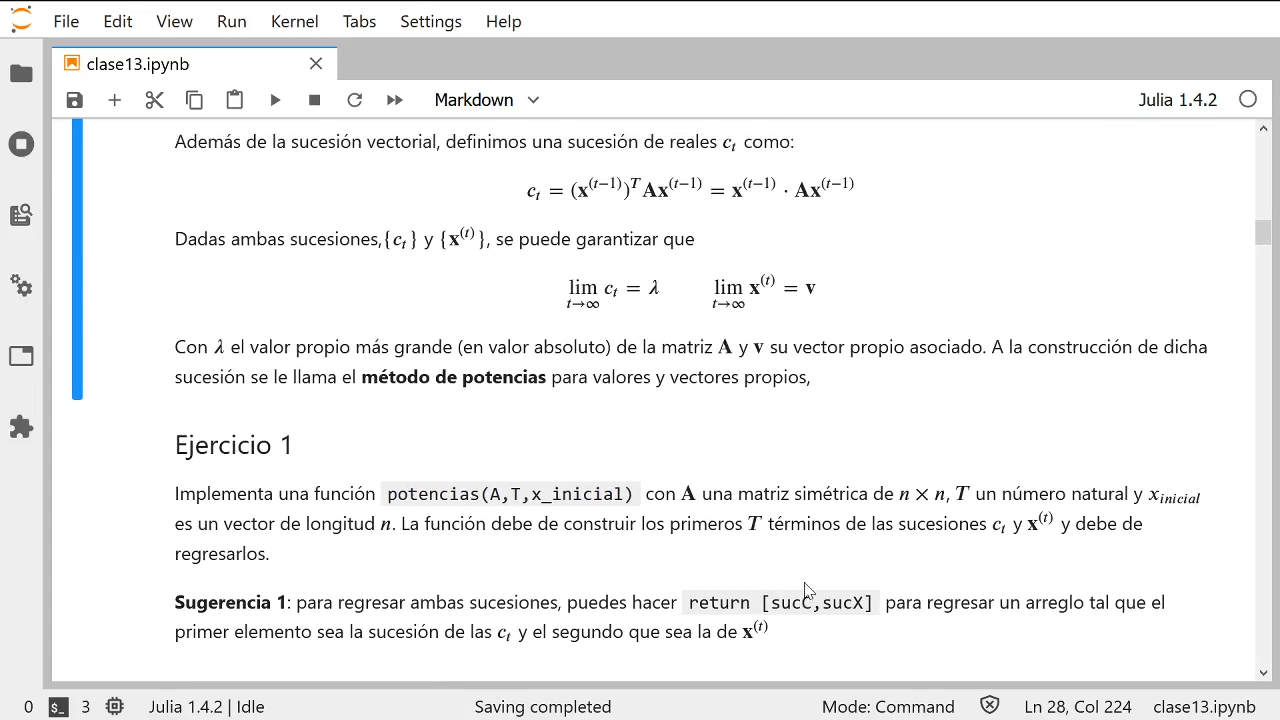 File Edit View Run Kernel Tabs Settings Help
clase13.ipynb
Markdown
Julia 1.4.2
Además de la sucesión vectorial, definimos una sucesión de reales c_t como:
c_t = (x^(t−1))^T Ax^(t−1) = x^(t−1) · Ax^(t−1)
Dadas ambas sucesiones,{c_t} y {x^(t)}, se puede garantizar que
lim t→∞ c_t = λ lim t→∞ x^(t) = v
Con λ el valor propio más grande (en valor absoluto) de la matriz A y v su vector propio asociado. A la construcción de dicha
sucesión se le llama el método de potencias para valores y vectores propios,
Ejercicio 1
Implementa una función potencias(A,T,x_inicial) con A una matriz simétrica de n × n, T un número natural y x_inicial
es un vector de longitud n. La función debe de construir los primeros T términos de las sucesiones c_t y x^(t) y debe de
regresarlos.
Sugerencia 1: para regresar ambas sucesiones, puedes hacer return [sucC,sucX] para regresar un arreglo tal que el
primer elemento sea la sucesión de las c_t y el segundo que sea la de x^(t)
0 $_ 3 Julia 1.4.2 | Idle Saving completed Mode: Command Ln 28, Col 224 clase13.ipynb